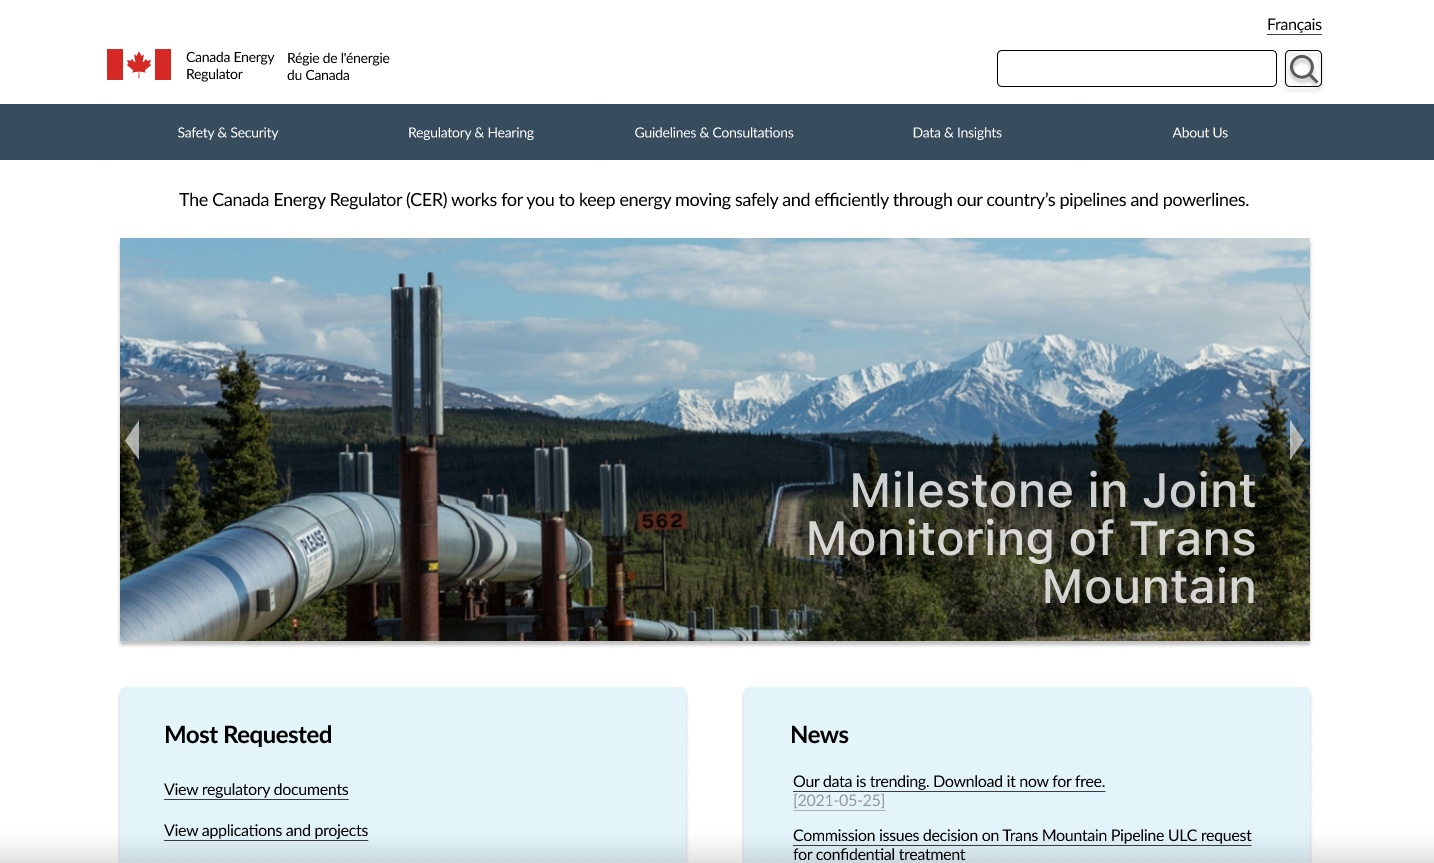 Français
Canada Energy
Regulator
Régie de l'énergie
du Canada
Safety & Security
Regulatory & Hearing
Guidelines & Consultations
Data & Insights
About Us
The Canada Energy Regulator (CER) works for you to keep energy moving safely and efficiently through our country’s pipelines and powerlines.
PLEASE
562
Milestone in Joint
Monitoring of Trans
Mountain
Most Requested
View regulatory documents
View applications and projects
News
Our data is trending. Download it now for free.
[2021-05-25]
Commission issues decision on Trans Mountain Pipeline ULC request
for confidential treatment